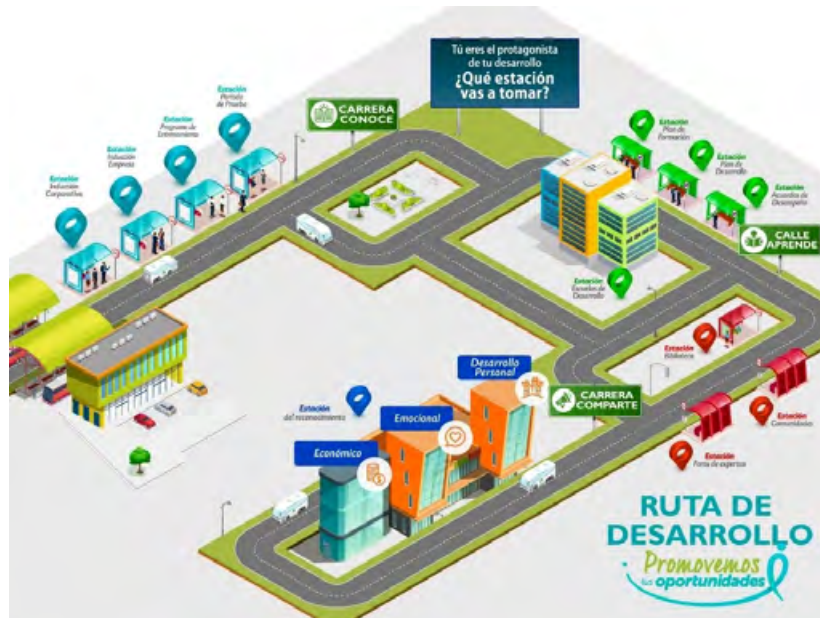 Tú eres el protagonista
de tu desarrollo
¿Qué estación
vas a tomar?
CARRERA
CONOCE
Estación
Periodo
de Prueba
Estación
Programa de
Entrenamiento
Estación
Inducción
Empresa
Estación
Inducción
Corporativa
Estación
Plan de
Formación
Estación
Plan de
Desarrollo
Estación
Acuerdos de
Desempeño
CALLE
APRENDE
Estación
Escuelas de
Desarrollo
Estación
Biblioteca
Estación
Comunidades
Estación
Foros de expertos
CARRERA
COMPARTE
Desarrollo
Personal
Emocional
Económico
Estación
del reconocimiento
RUTA DE
DESARROLLO
Promovemos
tus oportunidades